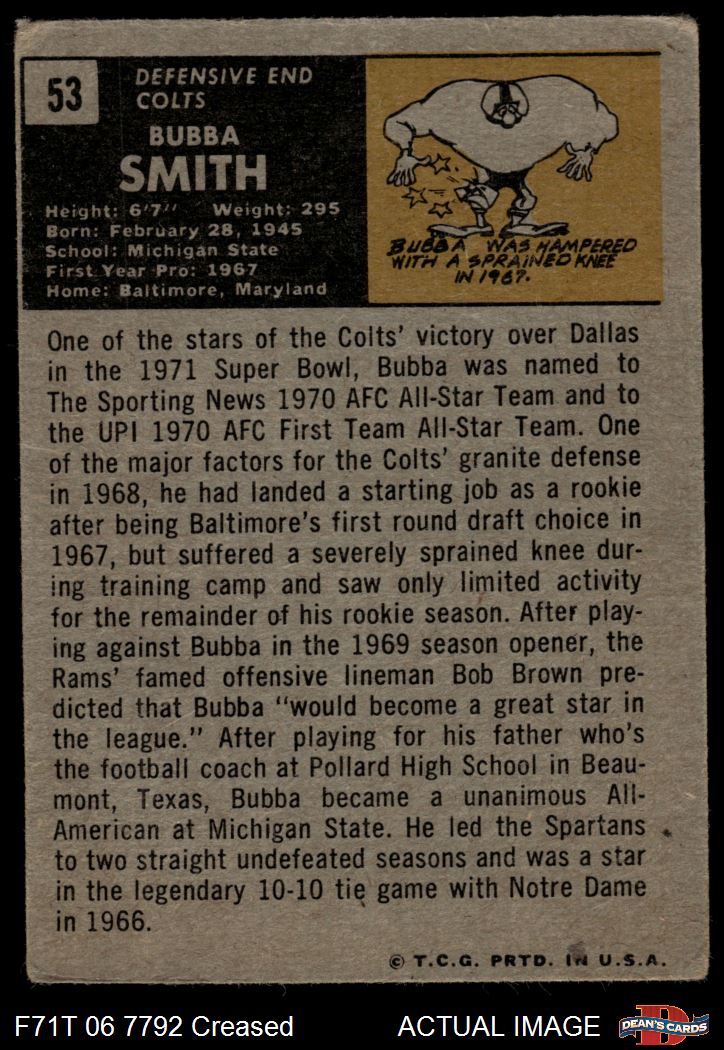 53
DEFENSIVE END
COLTS
BUBBA
SMITH
Height: 6'7" Weight: 295
Born: February 28, 1945
School: Michigan State
First Year Pro: 1967
Home: Baltimore, Maryland
BUBBA WAS HAMPERED
WITH A SPRAINED KNEE
IN 1967.
One of the stars of the Colts' victory over Dallas
in the 1971 Super Bowl, Bubba was named to
The Sporting News 1970 AFC All-Star Team and to
the UPI 1970 AFC First Team All-Star Team. One
of the major factors for the Colts' granite defense
in 1968, he had landed a starting job as a rookie
after being Baltimore's first round draft choice in
1967, but suffered a severely sprained knee dur-
ing training camp and saw only limited activity
for the remainder of his rookie season. After play-
ing against Bubba in the 1969 season opener, the
Rams' famed offensive lineman Bob Brown pre-
dicted that Bubba "would become a great star in
the league." After playing for his father who's
the football coach at Pollard High School in Beau-
mont, Texas, Bubba became a unanimous All-
American at Michigan State. He led the Spartans
to two straight undefeated seasons and was a star
in the legendary 10-10 tie game with Notre Dame
in 1966.
© T.C.G. PRTD. IN U.S.A.
F71T 06 7792 Creased ACTUAL IMAGE
D
DEAN'S CARDS